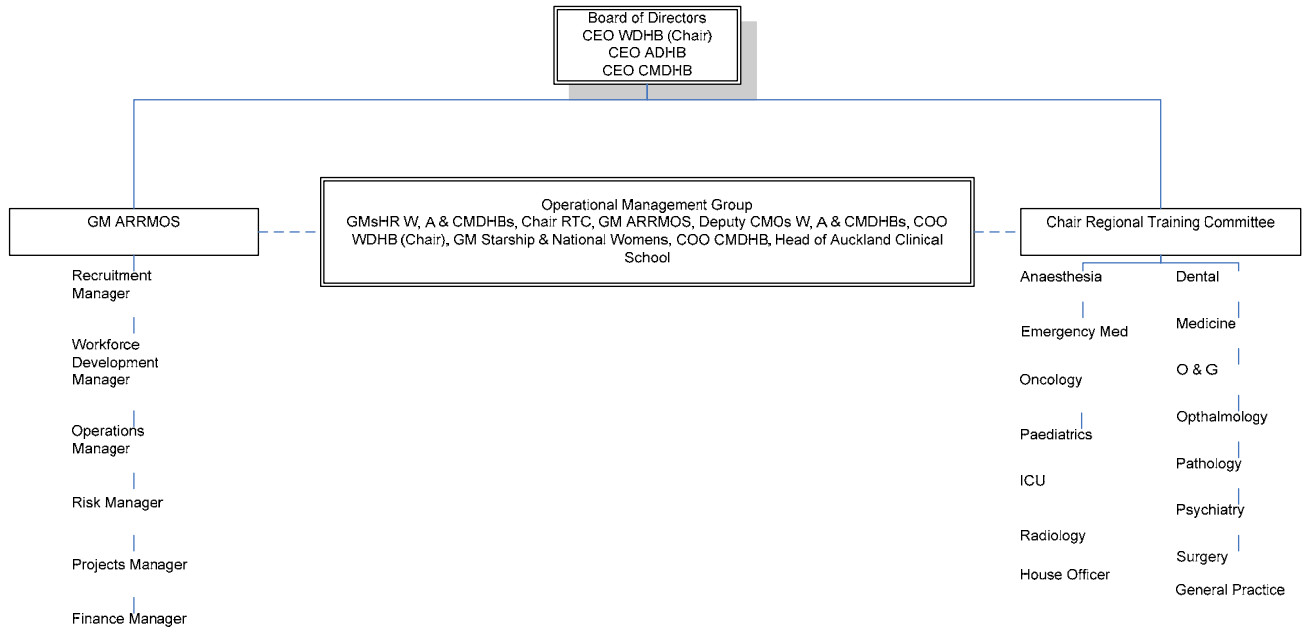 Board of Directors
CEO WDHB (Chair)
CEO ADHB
CEO CMDHB
GM ARRMOS
Operational Management Group
GMsHR W, A & CMDHBs, Chair RTC, GM ARRMOS, Deputy CMOs W, A & CMDHBs, COO
WDHB (Chair), GM Starship & National Womens, COO CMDHB, Head of Auckland Clinical
School
Chair Regional Training Committee
Recruitment
Manager
Workforce
Development
Manager
Operations
Manager
Risk Manager
Projects Manager
Finance Manager
Anaesthesia
Emergency Med
Oncology
Paediatrics
ICU
Radiology
House Officer
Dental
Medicine
O & G
Opthalmology
Pathology
Psychiatry
Surgery
General Practice